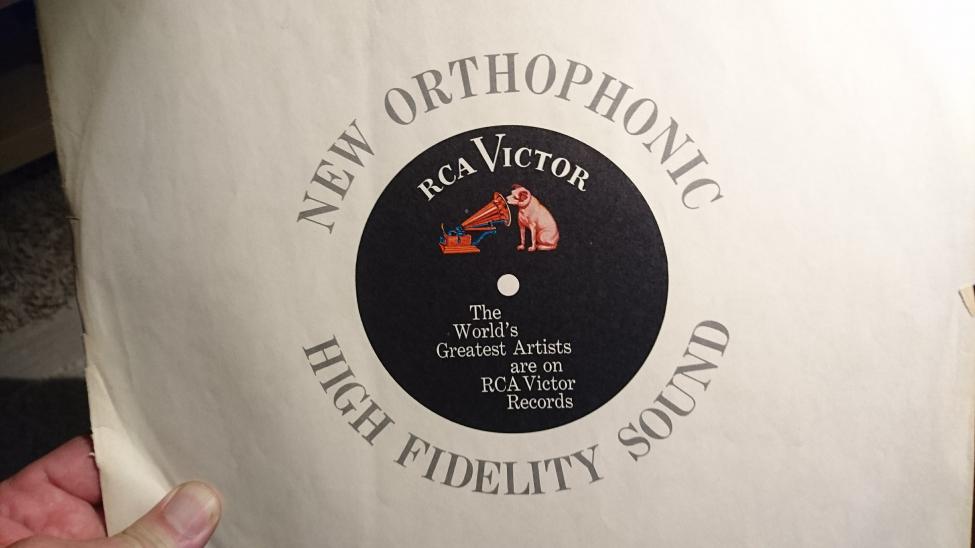 NEW ORTHOPHONIC
RCA VICTOR
The
World's
Greatest Artists
are on
RCA Victor
Records
HIGH FIDELITY SOUND